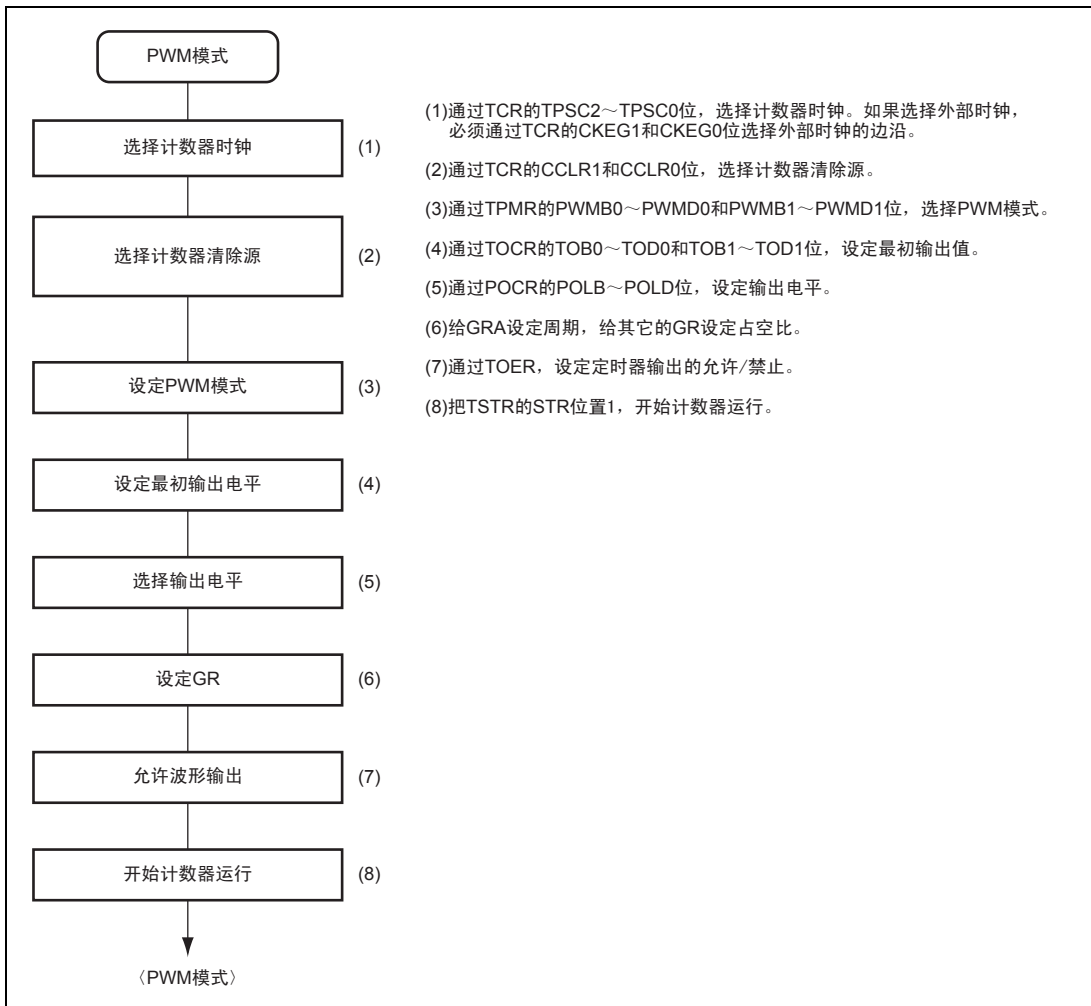 PWM模式
选择计数器时钟
(1)
选择计数器清除源
(2)
设定PWM模式
(3)
设定最初输出电平
(4)
选择输出电平
(5)
设定GR
(6)
允许波形输出
(7)
开始计数器运行
(8)
〈PWM模式〉
(1)通过TCR的TPSC2～TPSC0位，选择计数器时钟。如果选择外部时钟，
必须通过TCR的CKEG1和CKEG0位选择外部时钟的边沿。
(2)通过TCR的CCLR1和CCLR0位，选择计数器清除源。
(3)通过TPMR的PWMB0～PWMD0和PWMB1～PWMD1位，选择PWM模式。
(4)通过TOCR的TOB0～TOD0和TOB1～TOD1位，设定最初输出值。
(5)通过POCR的POLB～POLD位，设定输出电平。
(6)给GRA设定周期，给其它的GR设定占空比。
(7)通过TOER，设定定时器输出的允许/禁止。
(8)把TSTR的STR位置1，开始计数器运行。